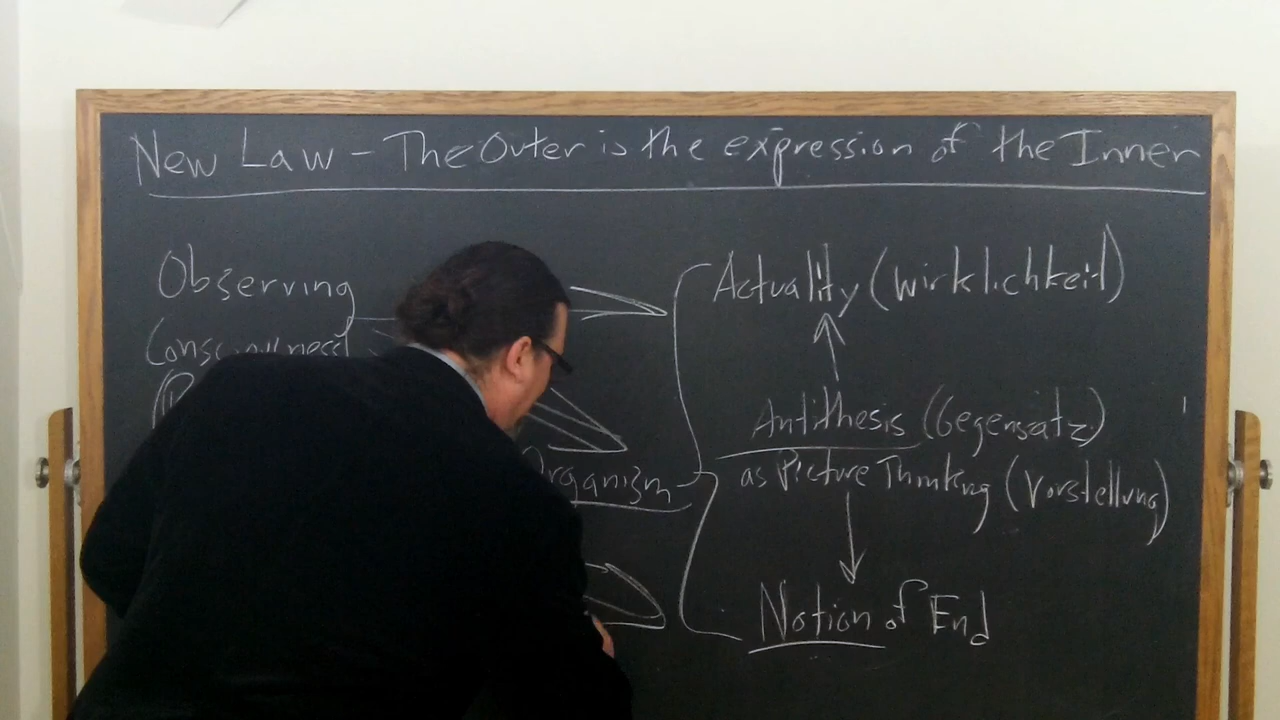 New Law – The Outer is the expression of the Inner
Observing
Actuality (Wirklichkeit)
Consciousness
Antithesis (Gegensatz)
as Picture Thinking (Vorstellung)
Organism
Notion of End